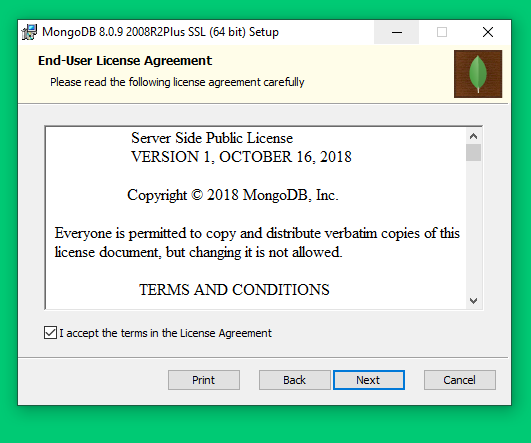 MongoDB 8.0.9 2008R2Plus SSL (64 bit) Setup
End-User License Agreement
Please read the following license agreement carefully
Server Side Public License
VERSION 1, OCTOBER 16, 2018
Copyright © 2018 MongoDB, Inc.
Everyone is permitted to copy and distribute verbatim copies of this
license document, but changing it is not allowed.
TERMS AND CONDITIONS
I accept the terms in the License Agreement
Print Back Next Cancel